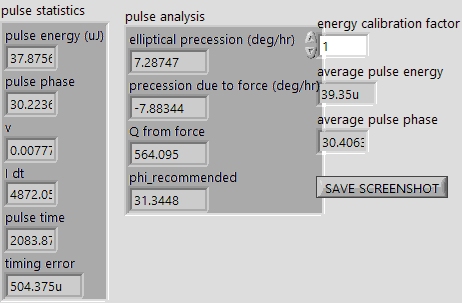 pulse statistics
pulse energy (uJ)
37.8756
pulse phase
30.2236
v
0.00777
I dt
4872.05
pulse time
2083.87
timing error
504.375u
pulse analysis
elliptical precession (deg/hr)
7.28747
precession due to force (deg/hr)
-7.88344
Q from force
564.095
phi_recommended
31.3448
energy calibration factor
1
average pulse energy
39.35u
average pulse phase
30.4063
SAVE SCREENSHOT